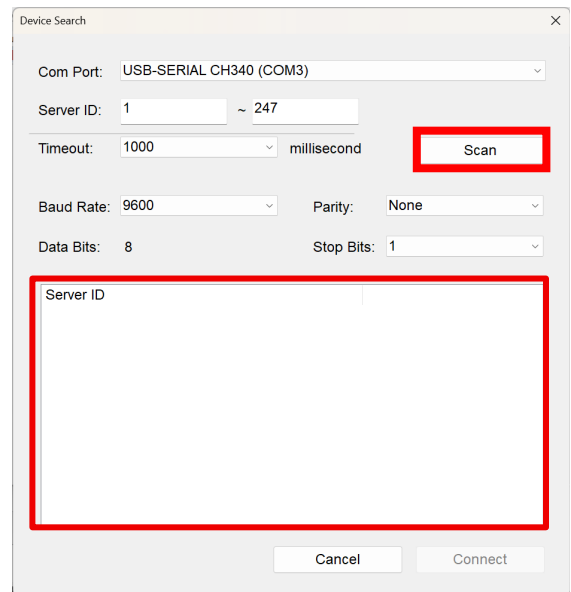 Device Search
Com Port: USB-SERIAL CH340 (COM3)
Server ID: 1 ~ 247
Timeout: 1000 millisecond Scan
Baud Rate: 9600 Parity: None
Data Bits: 8 Stop Bits: 1
Server ID
Cancel Connect